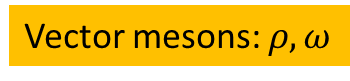 Vector mesons: ρ, ω